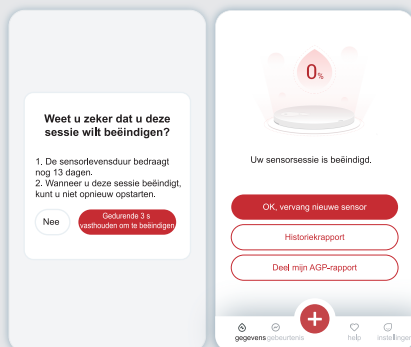 Weet u zeker dat u deze
sessie wilt beëindigen?
1. De sensorlevensduur bedraagt
nog 13 dagen.
2. Wanneer u deze sessie beëindigt,
kunt u niet opnieuw opstarten.
Nee
Gedurende 3 s
vasthouden om te beëindigen
0%
Uw sensorsessie is beëindigd.
OK, vervang nieuwe sensor
Historiekrapport
Deel mijn AGP-rapport
gegevens gebeurtenis help instellingen